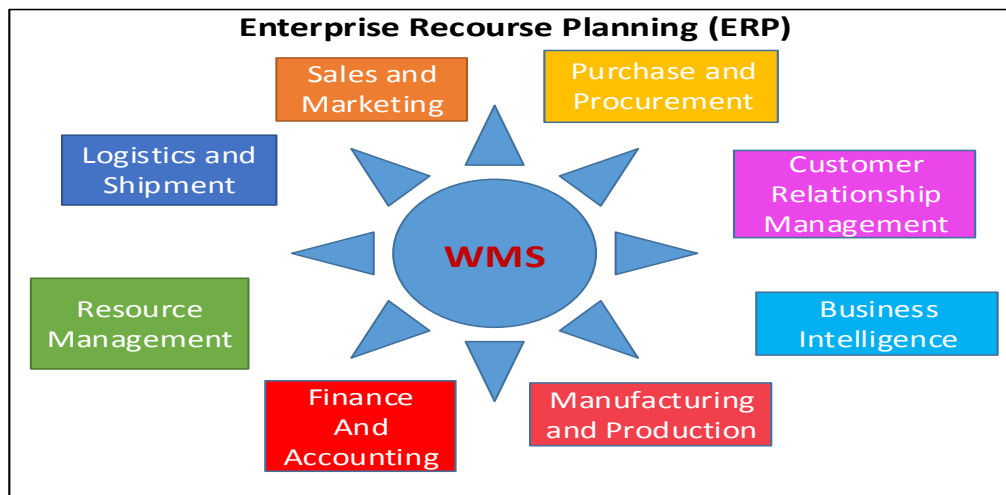 Enterprise Recourse Planning (ERP)
Sales and
Marketing
Purchase and
Procurement
Logistics and
Shipment
Customer
Relationship
Management
WMS
Resource
Management
Business
Intelligence
Finance
And
Accounting
Manufacturing
and Production